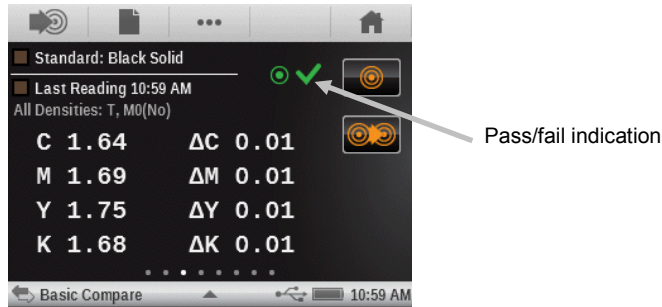 Standard: Black Solid
Last Reading 10:59 AM
All Densities: T, M0(No)
C 1.64 ΔC 0.01
M 1.69 ΔM 0.01
Y 1.75 ΔY 0.01
K 1.68 ΔK 0.01
Basic Compare 10:59 AM
Pass/fail indication